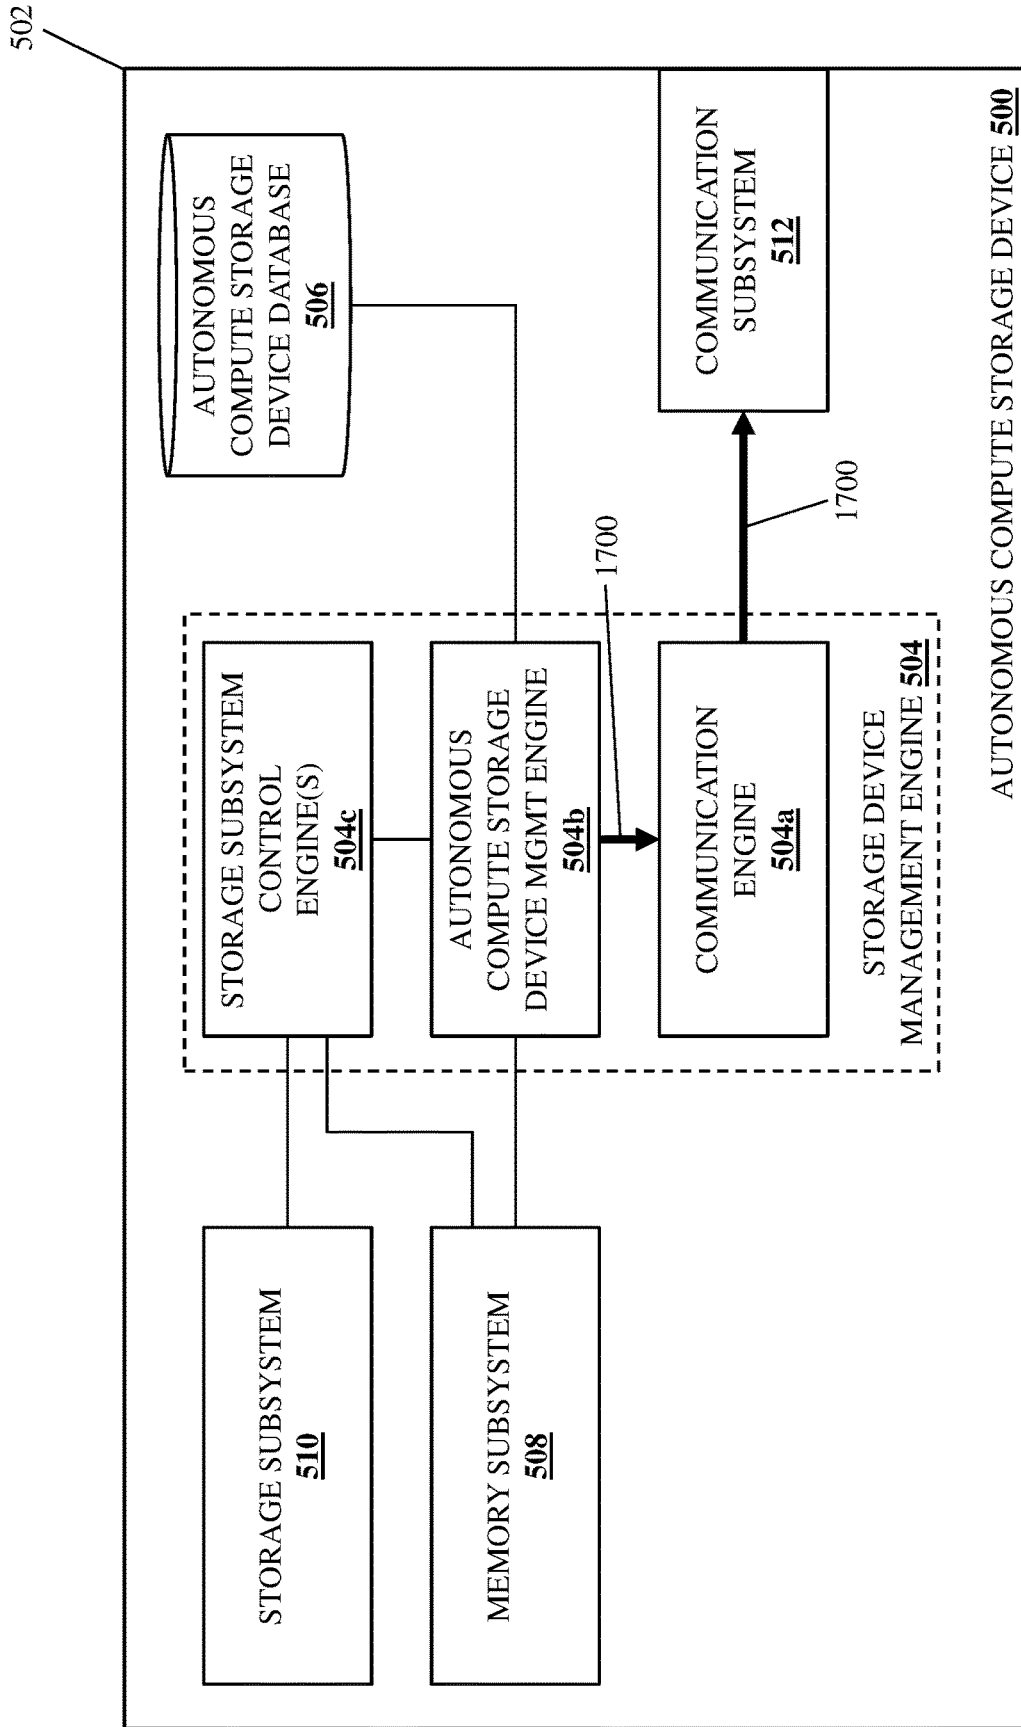 502
AUTONOMOUS
COMPUTE STORAGE
DEVICE DATABASE
506
STORAGE SUBSYSTEM
510
STORAGE SUBSYSTEM
CONTROL
ENGINE(S)
504c
MEMORY SUBSYSTEM
508
AUTONOMOUS
COMPUTE STORAGE
DEVICE MGMT ENGINE
504b
1700
COMMUNICATION
ENGINE
504a
1700
COMMUNICATION
SUBSYSTEM
512
STORAGE DEVICE
MANAGEMENT ENGINE 504
AUTONOMOUS COMPUTE STORAGE DEVICE 500